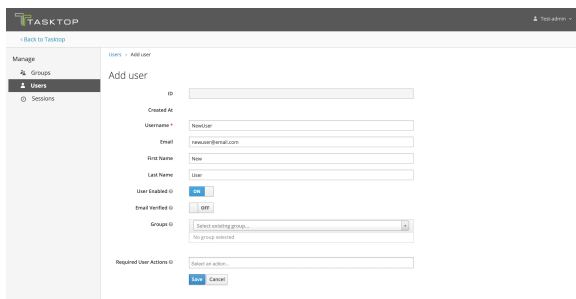 TASKTOP
Test-admin
< Back to Tasktop
Manage
Groups
Users
Sessions
Users > Add user
Add user
ID
Created At
Username * NewUser
Email newuser@email.com
First Name New
Last Name User
User Enabled ON
Email Verified OFF
Groups Select existing group...
No group selected
Required User Actions Select an action...
Save Cancel